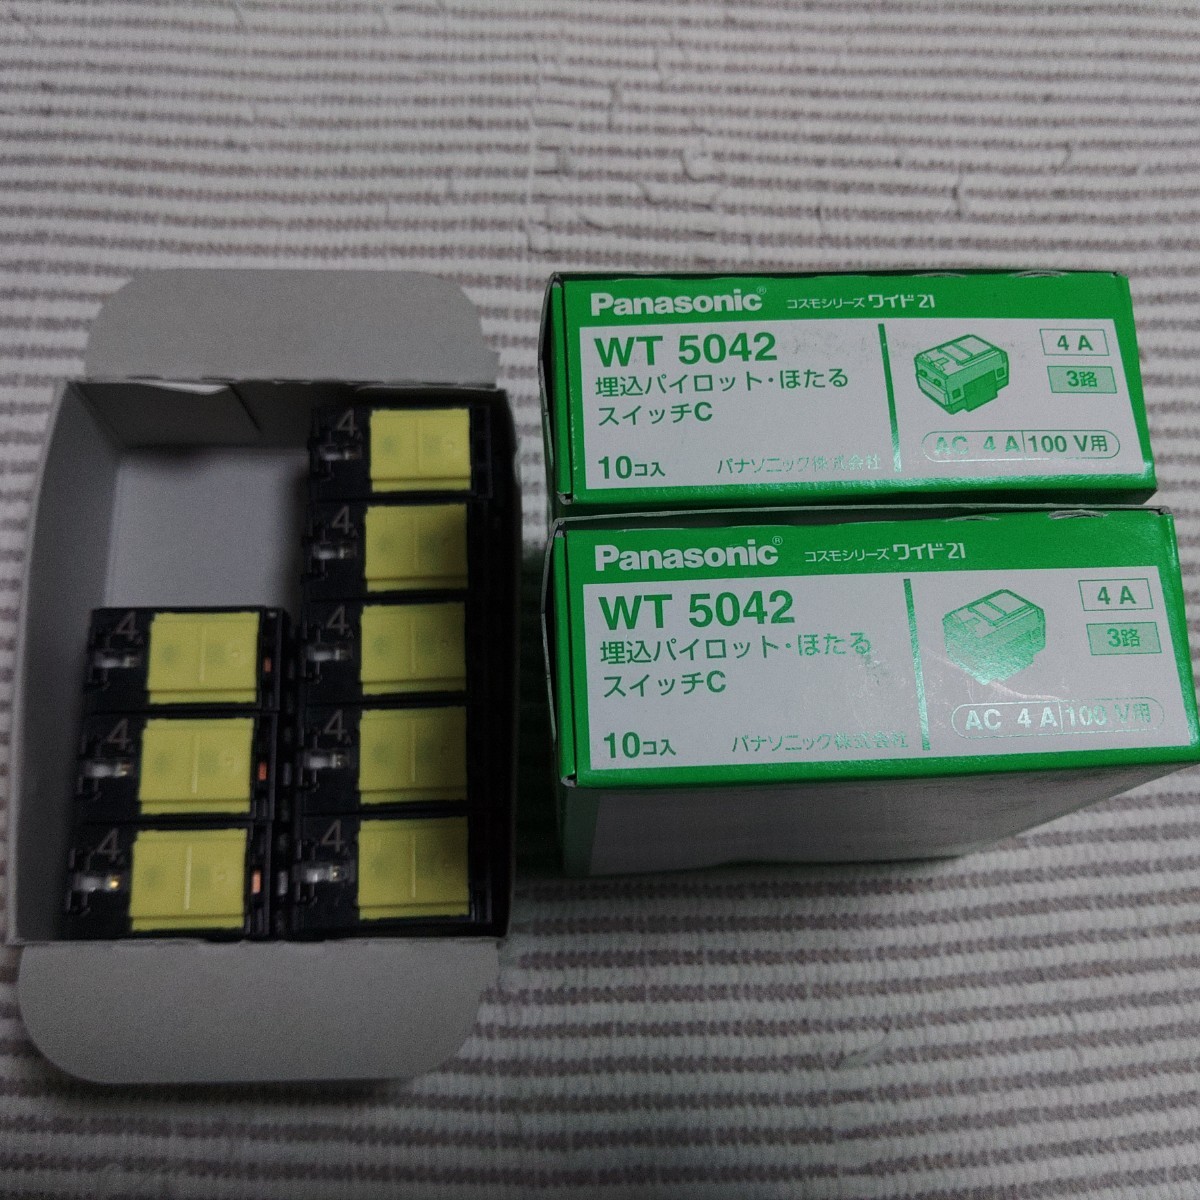 Panasonic® コスモシリーズ ワイド21
WT 5042
埋込パイロット・ほたる
スイッチC
10コ入 パナソニック株式会社
4 A
3路
AC 4 A 100 V用
Panasonic® コスモシリーズ ワイド21
WT 5042
埋込パイロット・ほたる
スイッチC
10コ入 パナソニック株式会社
4 A
3路
AC 4 A 100 V用
4
4
4
4
4
4
4
4